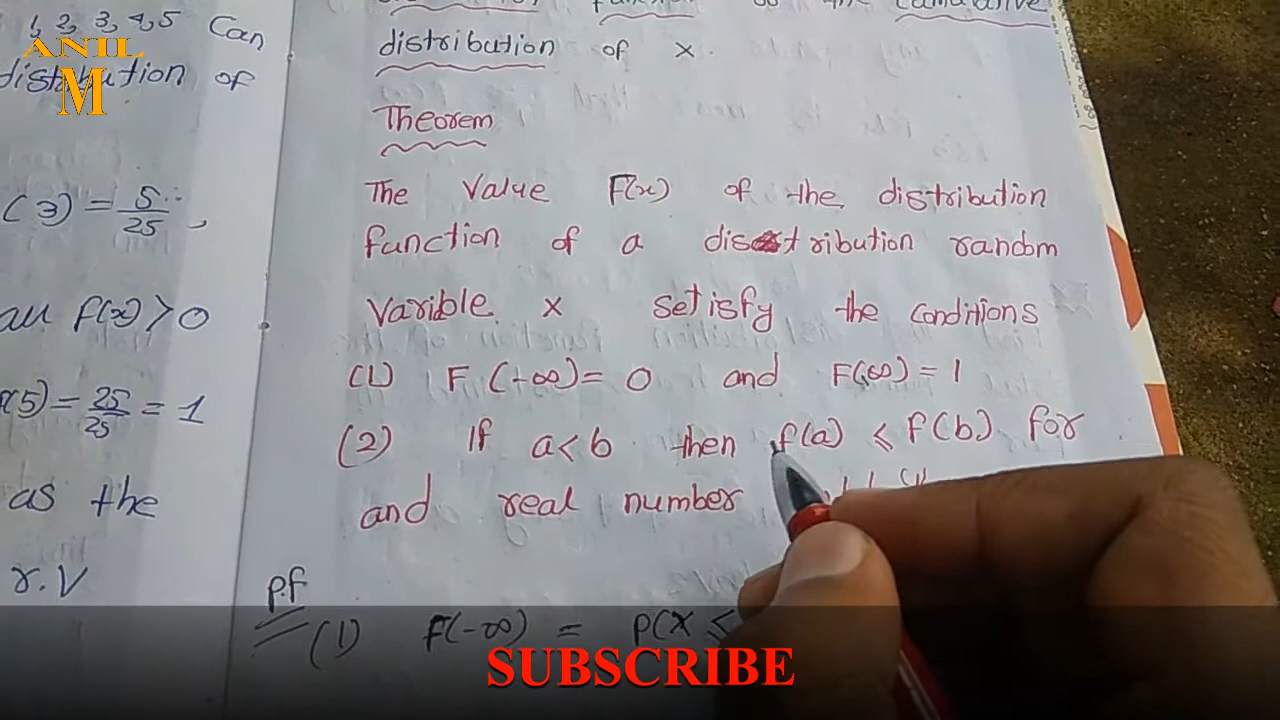 1, 2, 3, 4, 5 Can
ANIL
M
distribution of
(3) = 5/25 ,
all f(x) > 0
F(5) = 25/25 = 1
as the
r.V
distribution of x.
Theorem
The Value F(x) of the distribution
function of a distribution random
Varible x setisfy the conditions
(1) F (-∞) = 0 and F(∞) = 1
(2) If a < b then f(a) ≤ f(b) for
and real number
p.f
(1) F(-∞) = P(X ≤
SUBSCRIBE